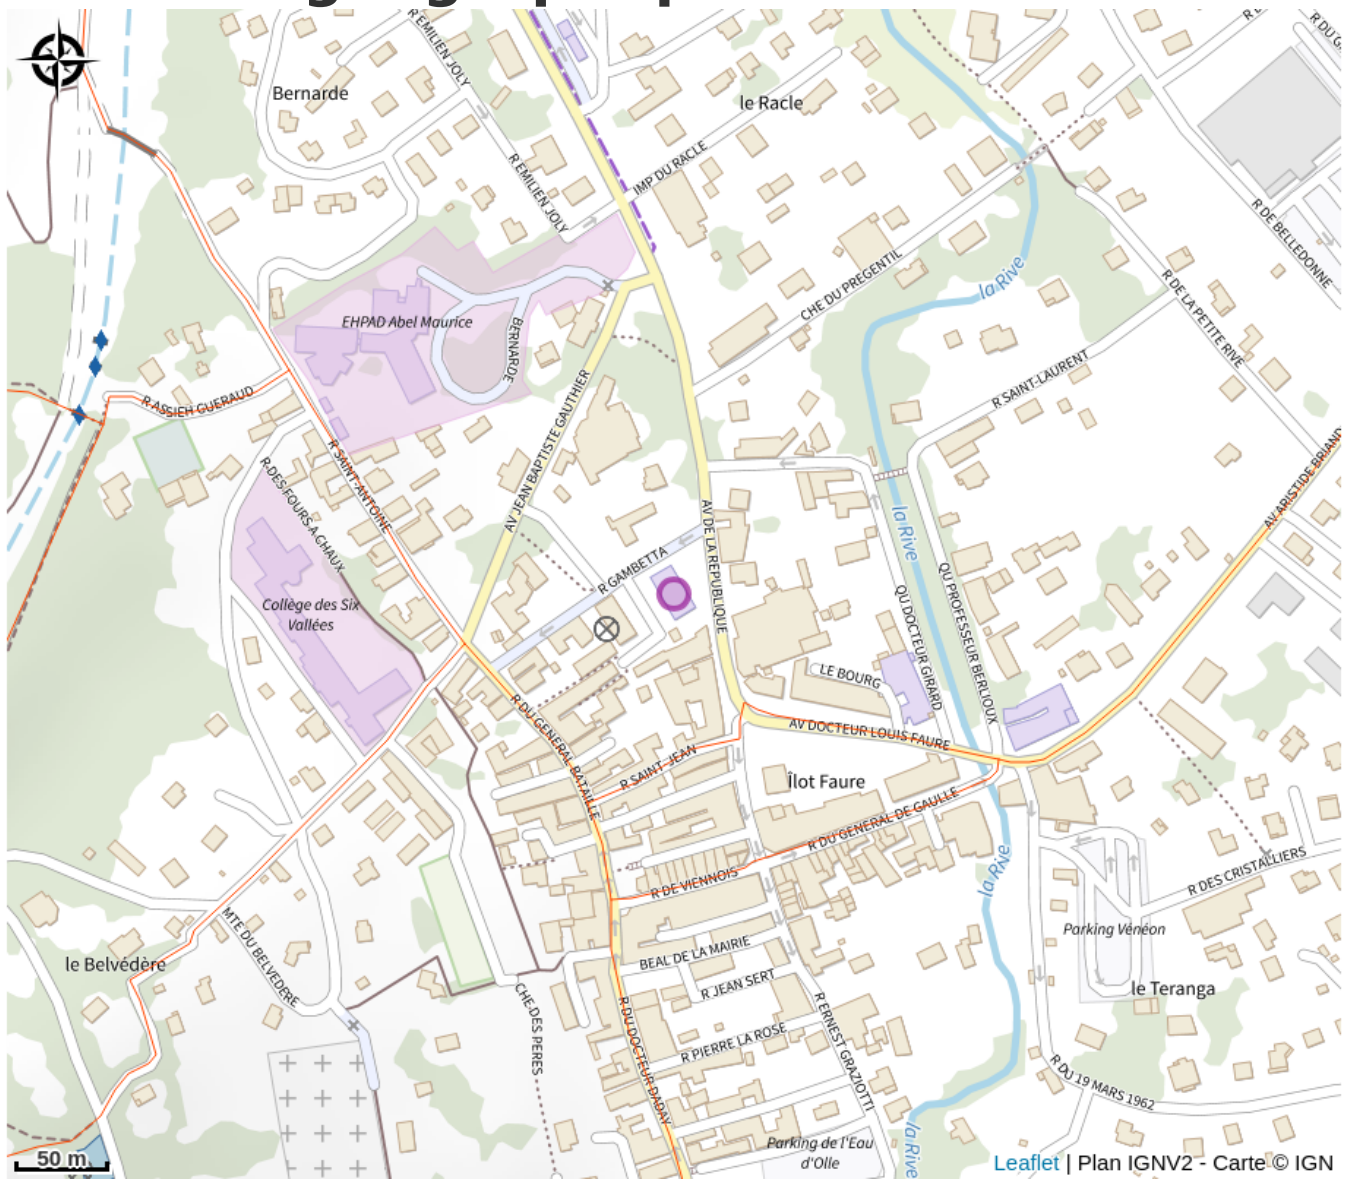 R EMILIEN JOLY
R DU G
Bernarde
le Racle
R EMILIEN JOLY
IMP DU RACLE
R DE BELLEDONNE
la Rive
CHE DU PREGENTIL
R DE LA PETITE RIVE
EHPAD Abel Maurice
BERNARDE
R SAINT-LAURENT
R ASSIEH GUERAUD
AV JEAN BAPTISTE GAUTHIER
R SAINT-ANTOINE
R DES FOURS A CHAUX
AV ARISTIDE BRIAND
AV DE LA REPUBLIQUE
la Rive
R GAMBETTA
QU PROFESSEUR BERLIOUX
QU DOCTEUR GIRARD
Collège des Six
Vallées
LE BOURG
R DU GENERAL BATAILLE
AV DOCTEUR LOUIS FAURE
R SAINT-JEAN
Îlot Faure
R DU GENERAL DE GAULLE
la Rive
R DE VIENNOIS
R DES CRISTALLIERS
Parking Vénéon
MTE DU BELVEDERE
le Belvédère
BEAL DE LA MAIRIE
R JEAN SERT
le Teranga
CHE DES PERES
R DU DOCTEUR DADAY
R PIERRE LA ROSE
R ERNEST GRAZIOTTI
R DU 19 MARS 1962
Parking de l'Eau
d'Olle
la Rive
50 m
Leaflet | Plan IGNV2 - Carte © IGN